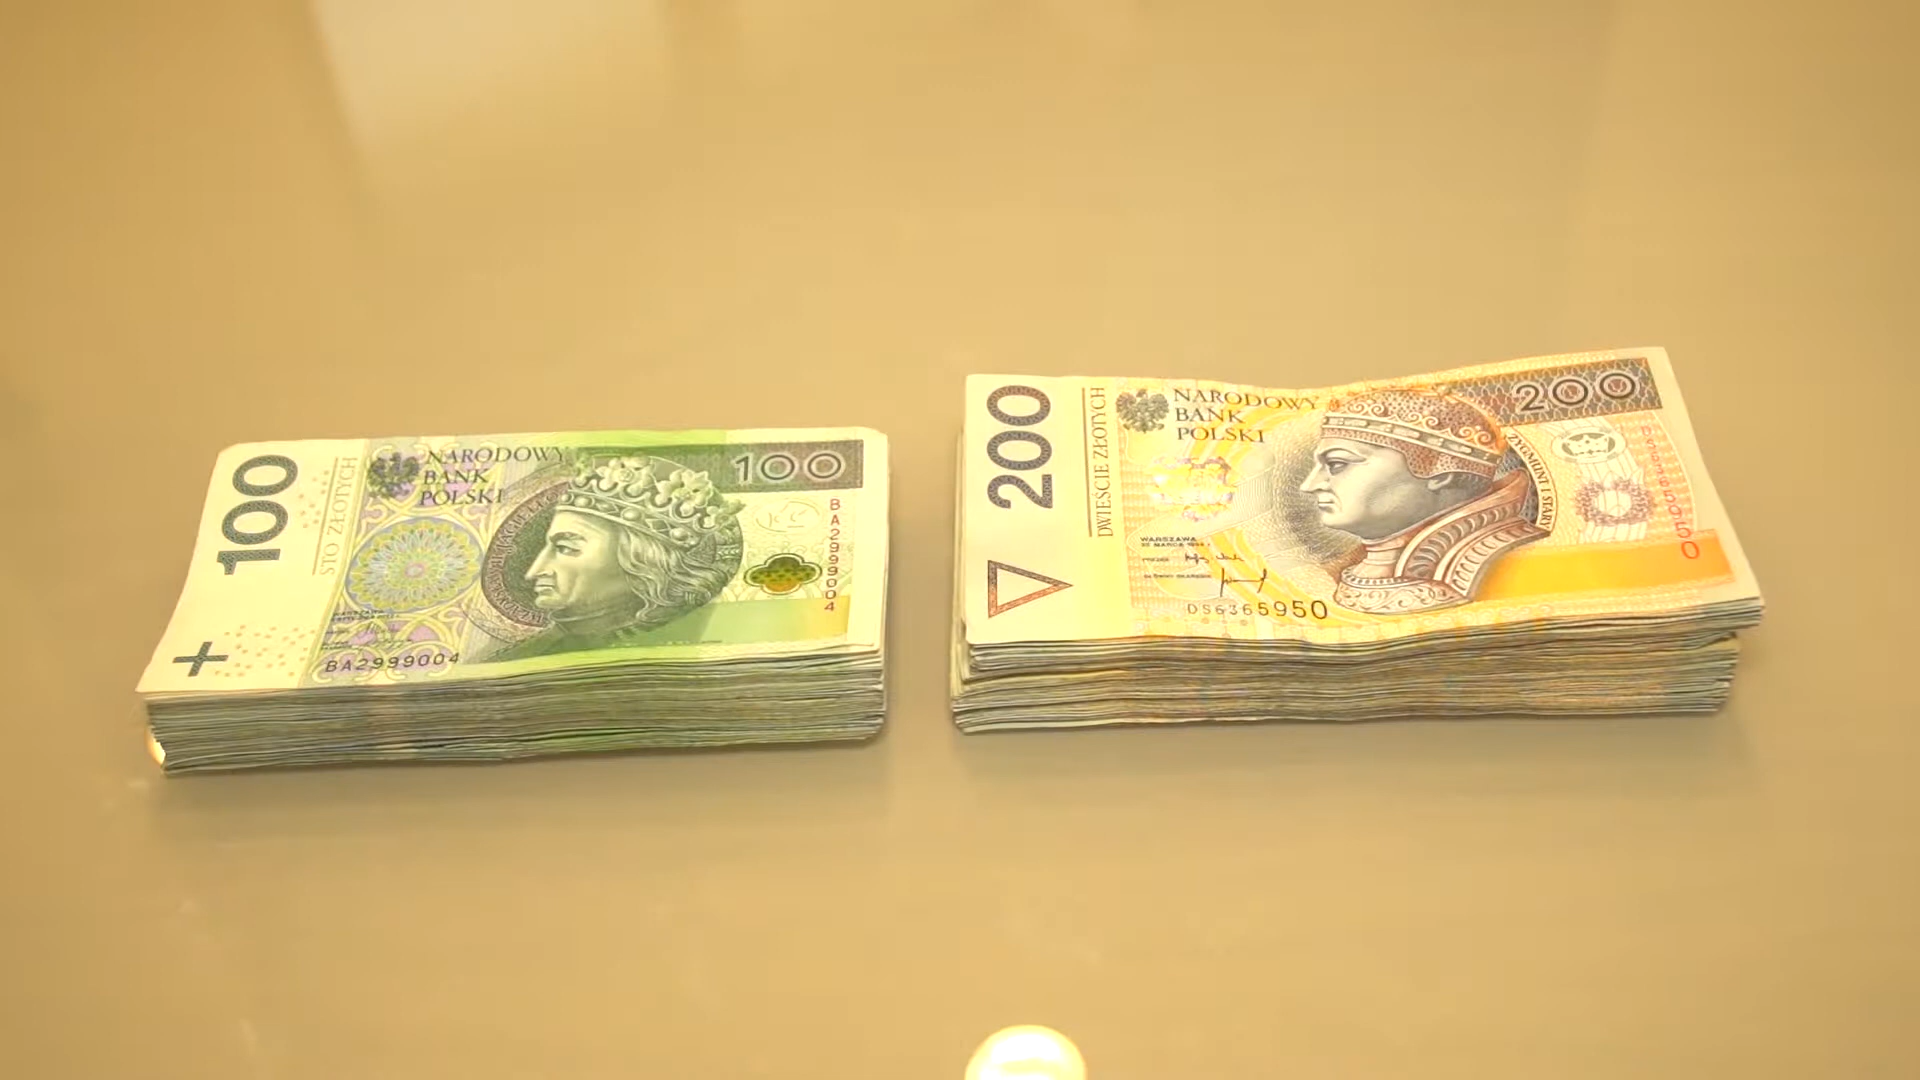 100
STO ZŁOTYCH
NARODOWY
BANK
POLSKI
100
BA2999004
BA2999004
200
DWIEŚCIE ZŁOTYCH
NARODOWY
BANK
POLSKI
200
ZYGMUNT I STARY
WARSZAWA
DS6365950
DS6365950